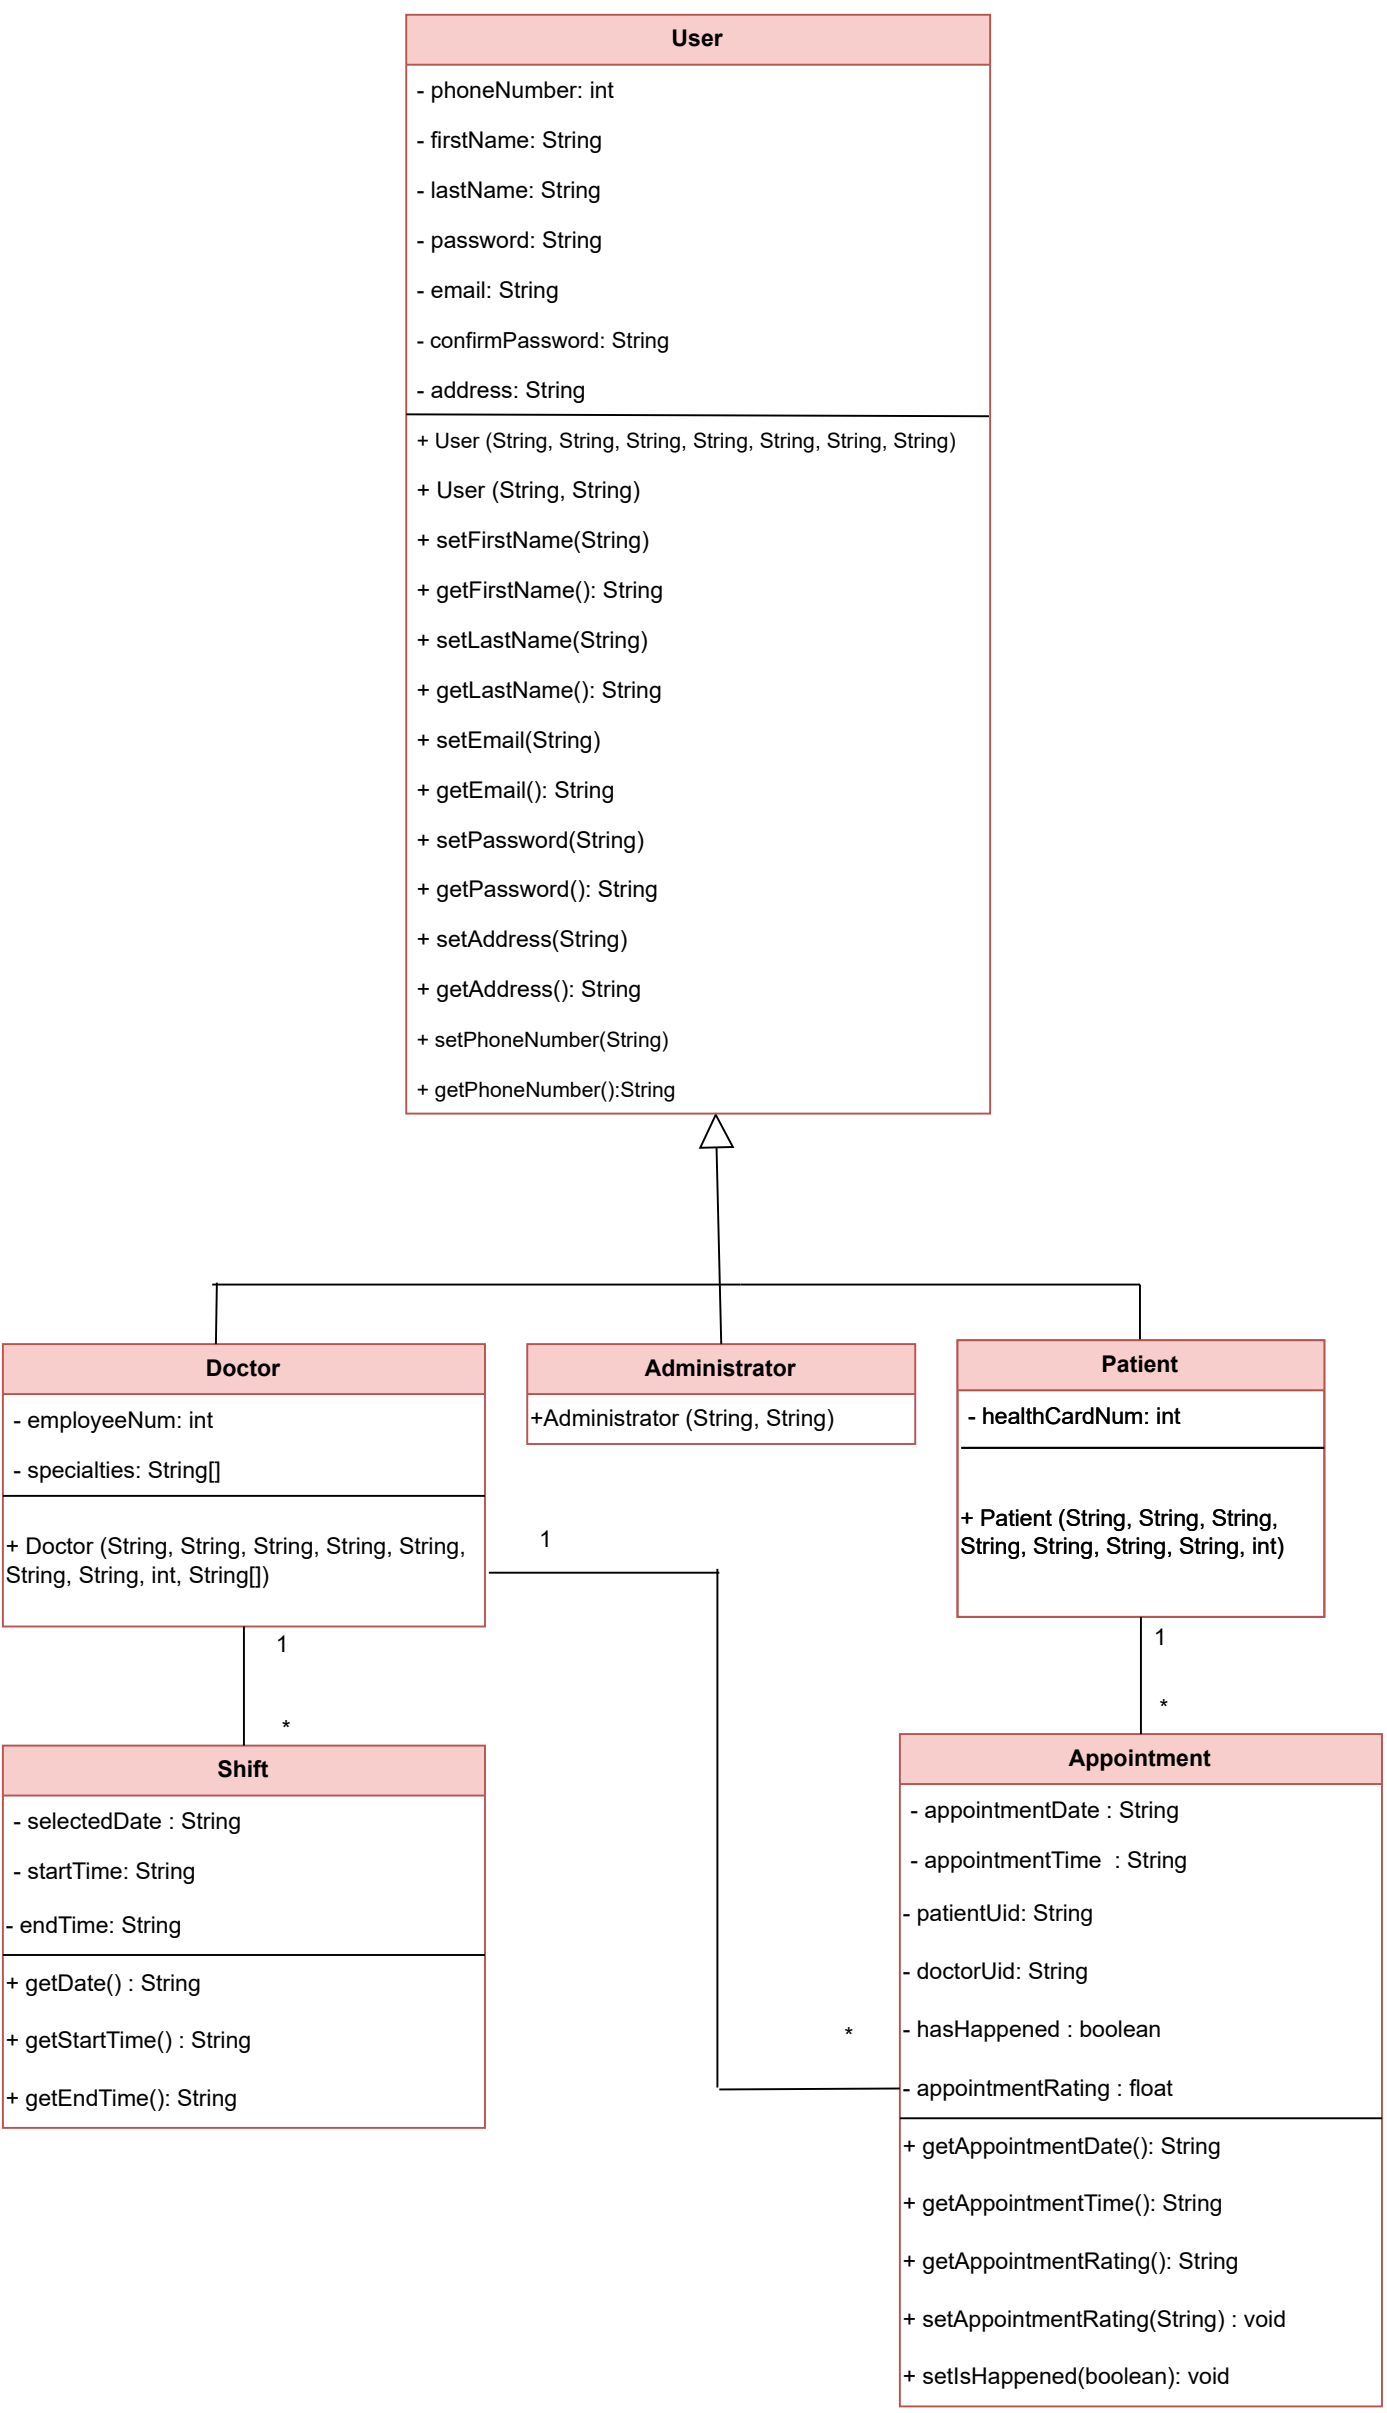 User
- phoneNumber: int
- firstName: String
- lastName: String
- password: String
- email: String
- confirmPassword: String
- address: String
+ User (String, String, String, String, String, String, String)
+ User (String, String)
+ setFirstName(String)
+ getFirstName(): String
+ setLastName(String)
+ getLastName(): String
+ setEmail(String)
+ getEmail(): String
+ setPassword(String)
+ getPassword(): String
+ setAddress(String)
+ getAddress(): String
+ setPhoneNumber(String)
+ getPhoneNumber():String
Doctor
- employeeNum: int
- specialties: String[]
+ Doctor (String, String, String, String, String,
String, String, int, String[])
Administrator
+Administrator (String, String)
Patient
- healthCardNum: int
+ Patient (String, String, String,
String, String, String, String, int)
1
1
*
1
*
Shift
- selectedDate : String
- startTime: String
- endTime: String
+ getDate() : String
+ getStartTime() : String
+ getEndTime(): String
*
Appointment
- appointmentDate : String
- appointmentTime  : String
- patientUid: String
- doctorUid: String
- hasHappened : boolean
- appointmentRating : float
+ getAppointmentDate(): String
+ getAppointmentTime(): String
+ getAppointmentRating(): String
+ setAppointmentRating(String) : void
+ setIsHappened(boolean): void